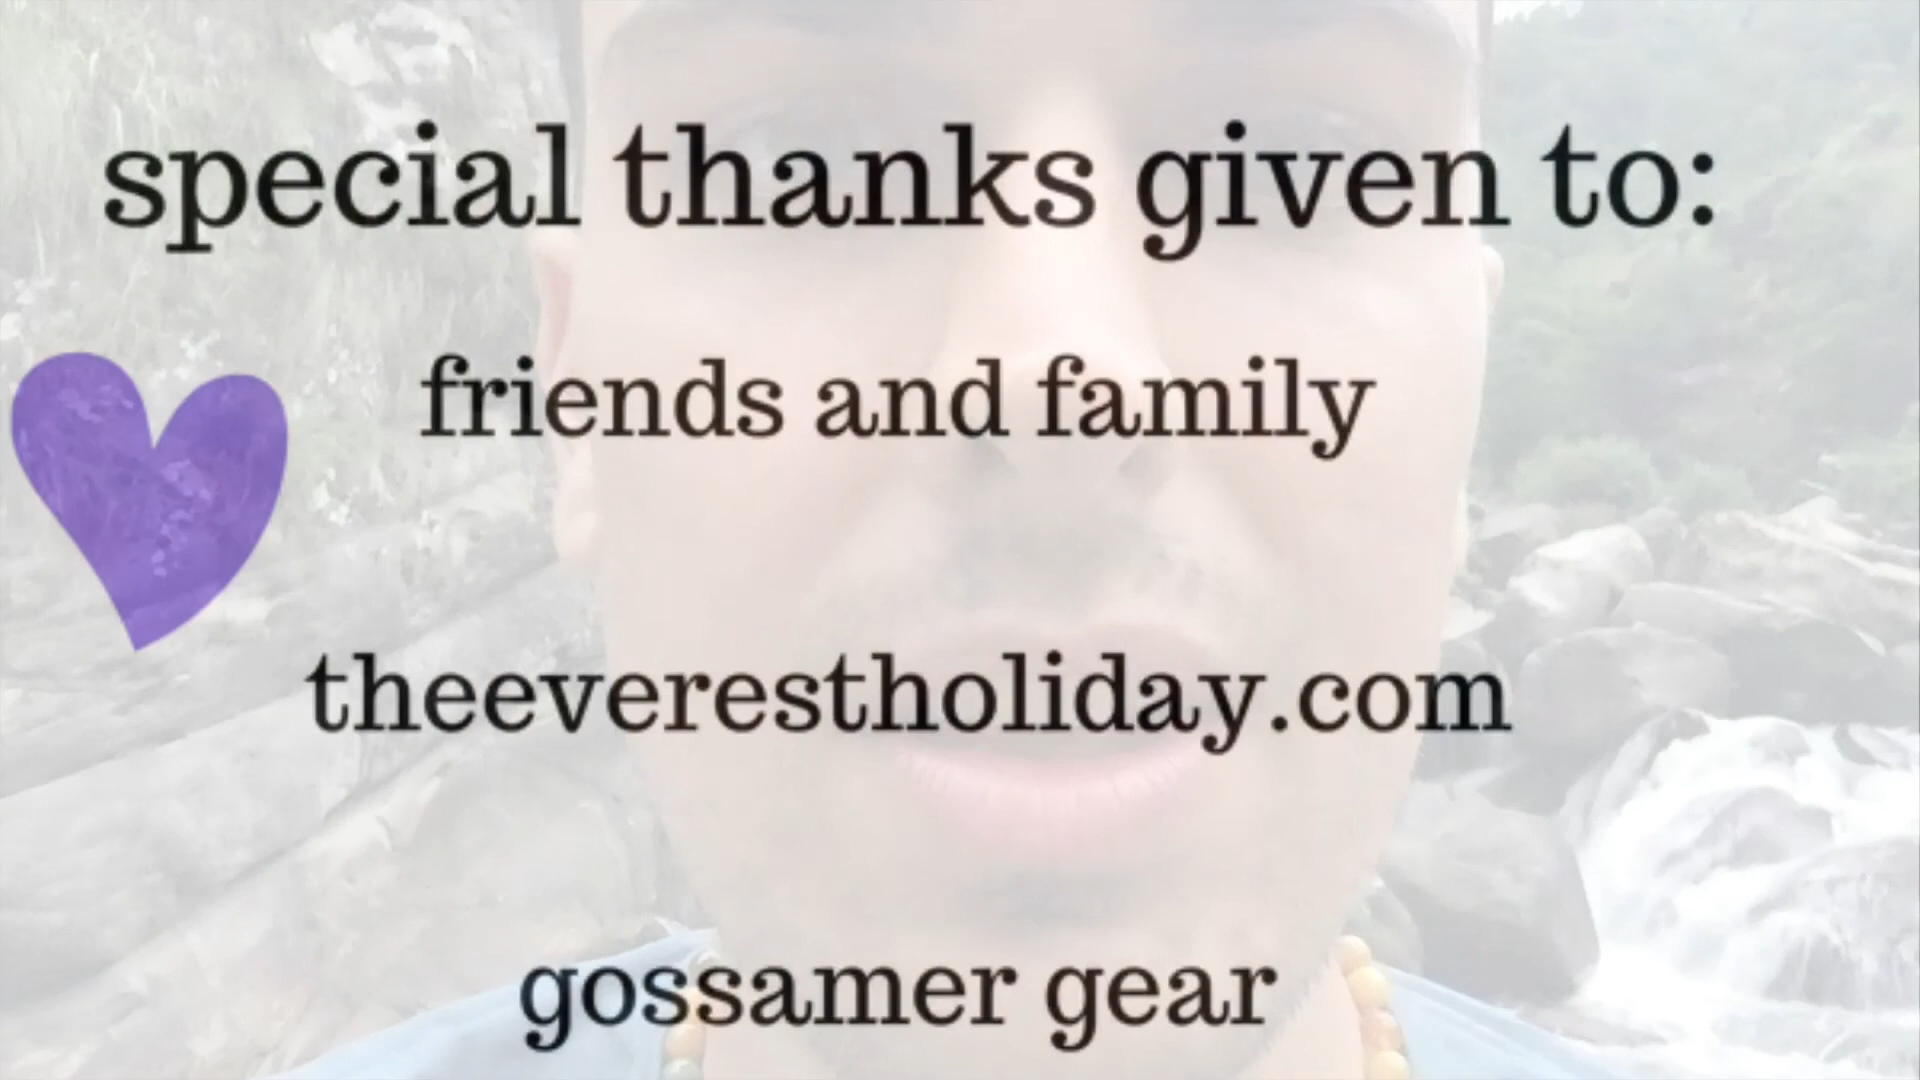 special thanks given to:
friends and family
theeverestholiday.com
gossamer gear